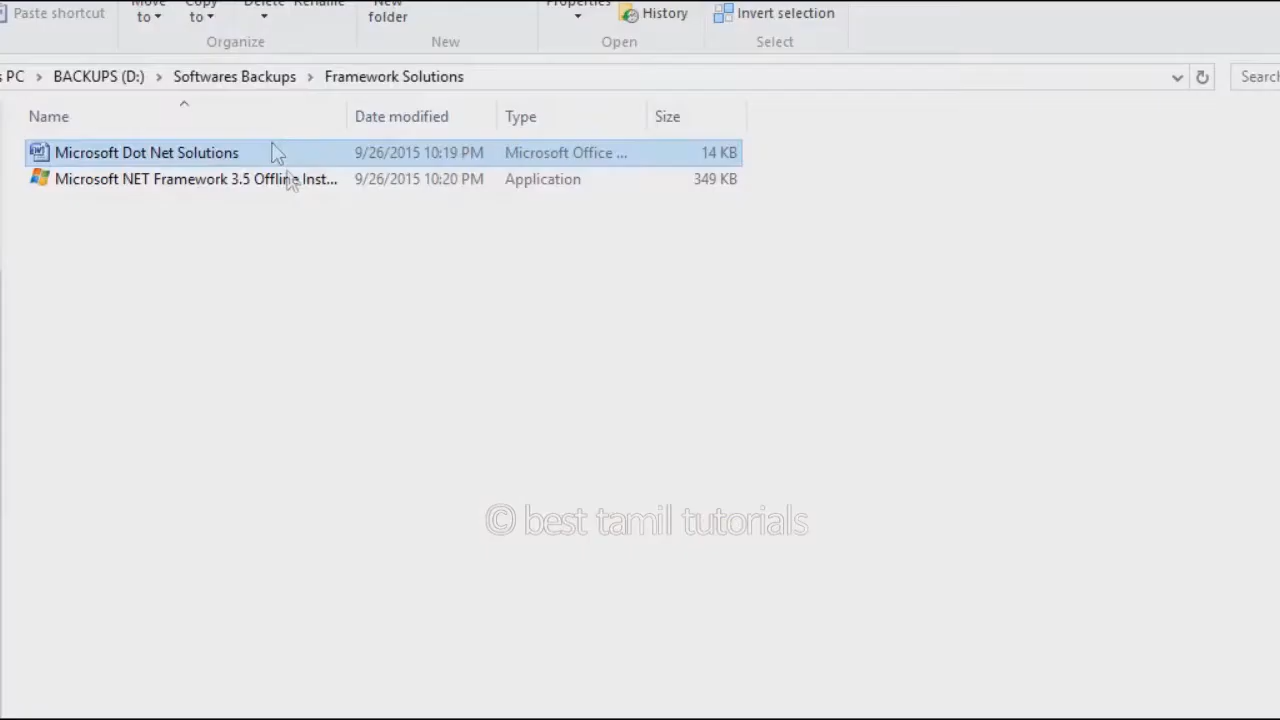 Paste shortcut
Move to
Copy to
Delete
Rename
New folder
Properties
History
Invert selection
Organize
New
Open
Select
PC > BACKUPS (D:) > Softwares Backups > Framework Solutions
Search
Name Date modified Type Size
Microsoft Dot Net Solutions 9/26/2015 10:19 PM Microsoft Office ... 14 KB
Microsoft NET Framework 3.5 Offline Inst... 9/26/2015 10:20 PM Application 349 KB
© best tamil tutorials